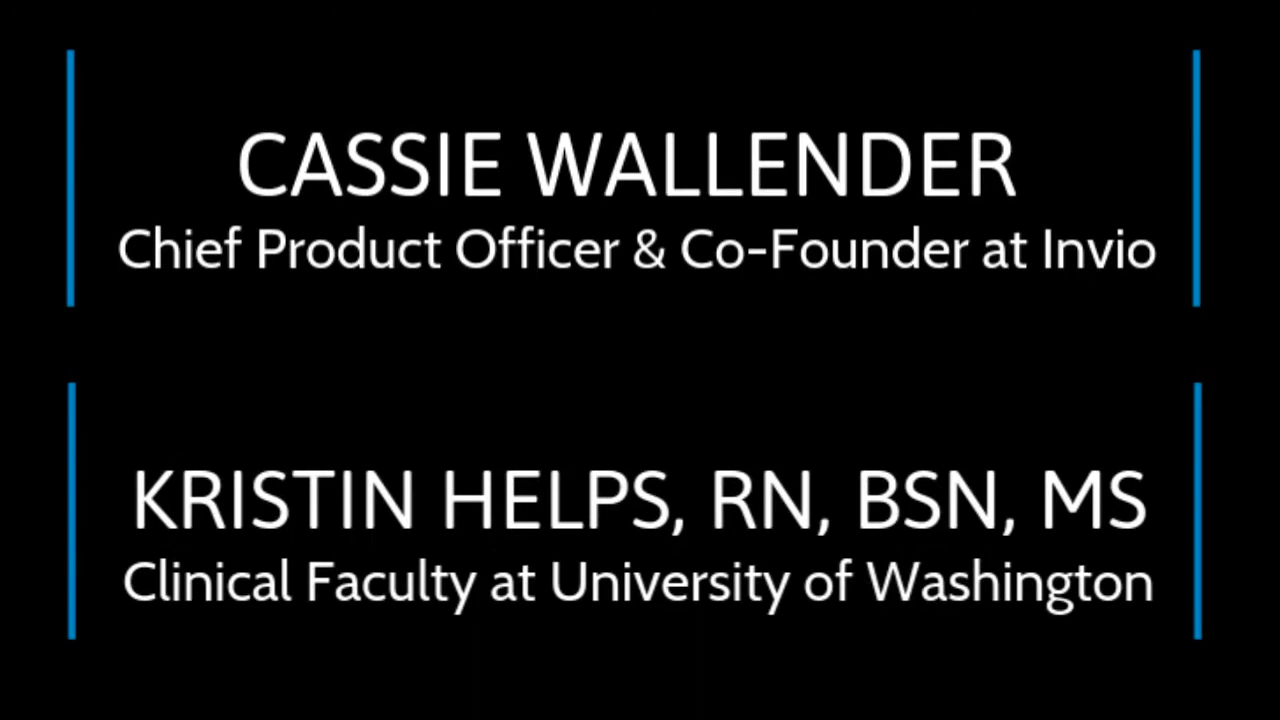 CASSIE WALLENDER
Chief Product Officer & Co-Founder at Invio
KRISTIN HELPS, RN, BSN, MS
Clinical Faculty at University of Washington